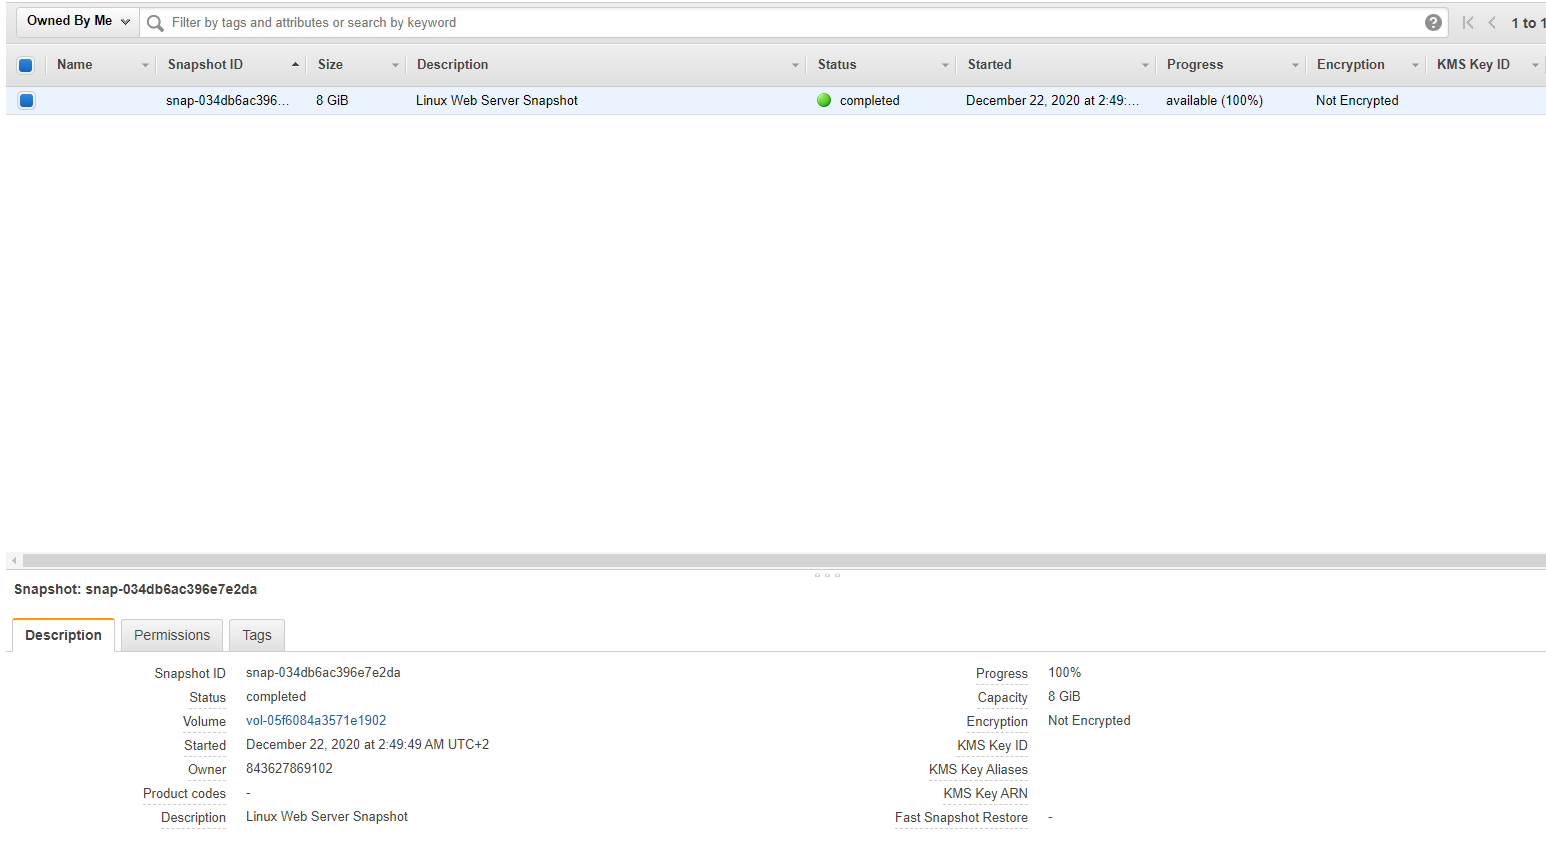 Owned By Me Filter by tags and attributes or search by keyword ? 1 to 1
Name Snapshot ID Size Description Status Started Progress Encryption KMS Key ID
snap-034db6ac396... 8 GiB Linux Web Server Snapshot completed December 22, 2020 at 2:49:... available (100%) Not Encrypted
Snapshot: snap-034db6ac396e7e2da
Description Permissions Tags
Snapshot ID snap-034db6ac396e7e2da Progress 100%
Status completed Capacity 8 GiB
Volume vol-05f6084a3571e1902 Encryption Not Encrypted
Started December 22, 2020 at 2:49:49 AM UTC+2 KMS Key ID
Owner 843627869102 KMS Key Aliases
Product codes - KMS Key ARN
Description Linux Web Server Snapshot Fast Snapshot Restore -